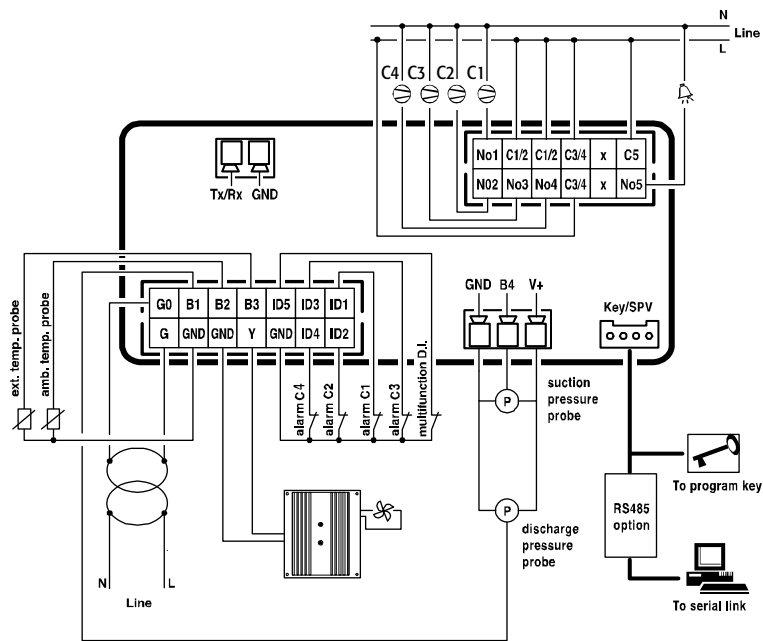 N
Line
L
C4 C3 C2 C1
No1 C1/2 C1/2 C3/4 x C5
N02 No3 No4 C3/4 x No5
Tx/Rx GND
G0 B1 B2 B3 ID5 ID3 ID1
G GND GND Y GND ID4 ID2
GND B4 V+
Key/SPV
ext. temp. probe
amb. temp. probe
alarm C4
alarm C2
alarm C1
alarm C3
multifunction D.I.
P
suction
pressure
probe
P
discharge
pressure
probe
To program key
RS485
option
To serial link
N L
Line